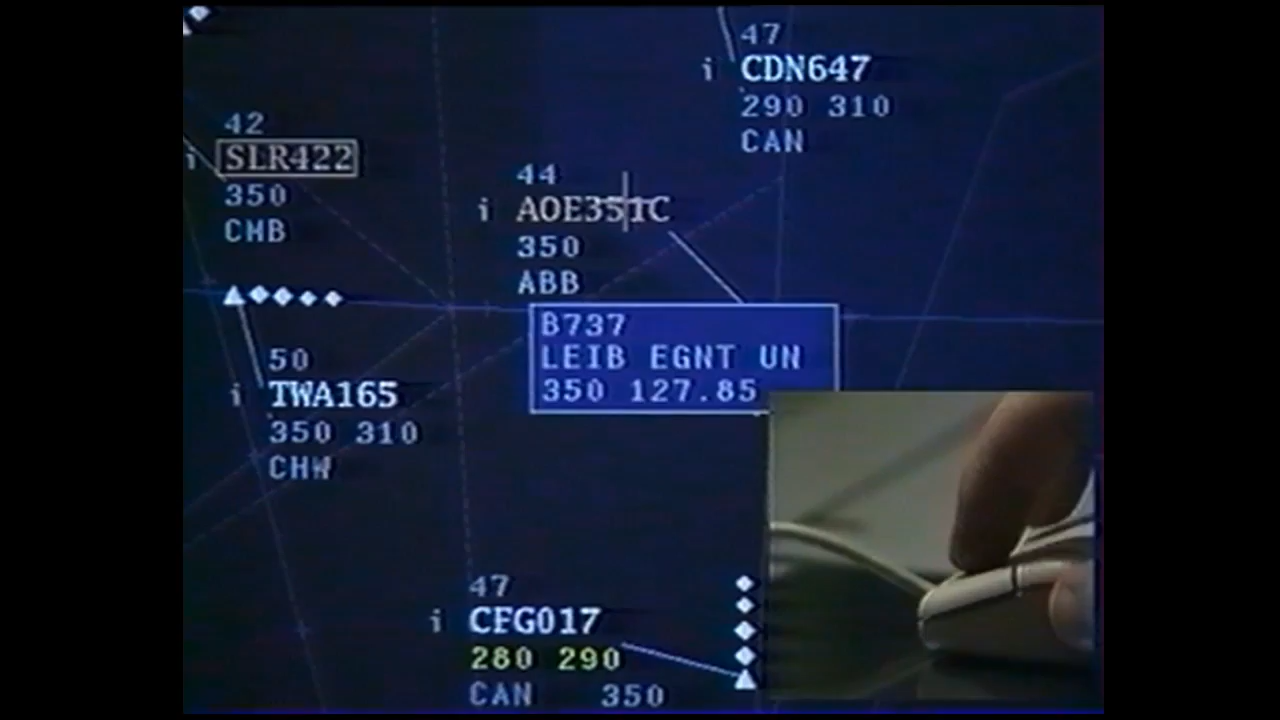 47
i CDN647
290 310
CAN
42
i SLR422
350
CMB
44
i AOE351C
350
ABB
B737
LEIB EGNT UN
350 127.85
50
i TWA165
350 310
CHW
47
i CFG017
280 290
CAN 350